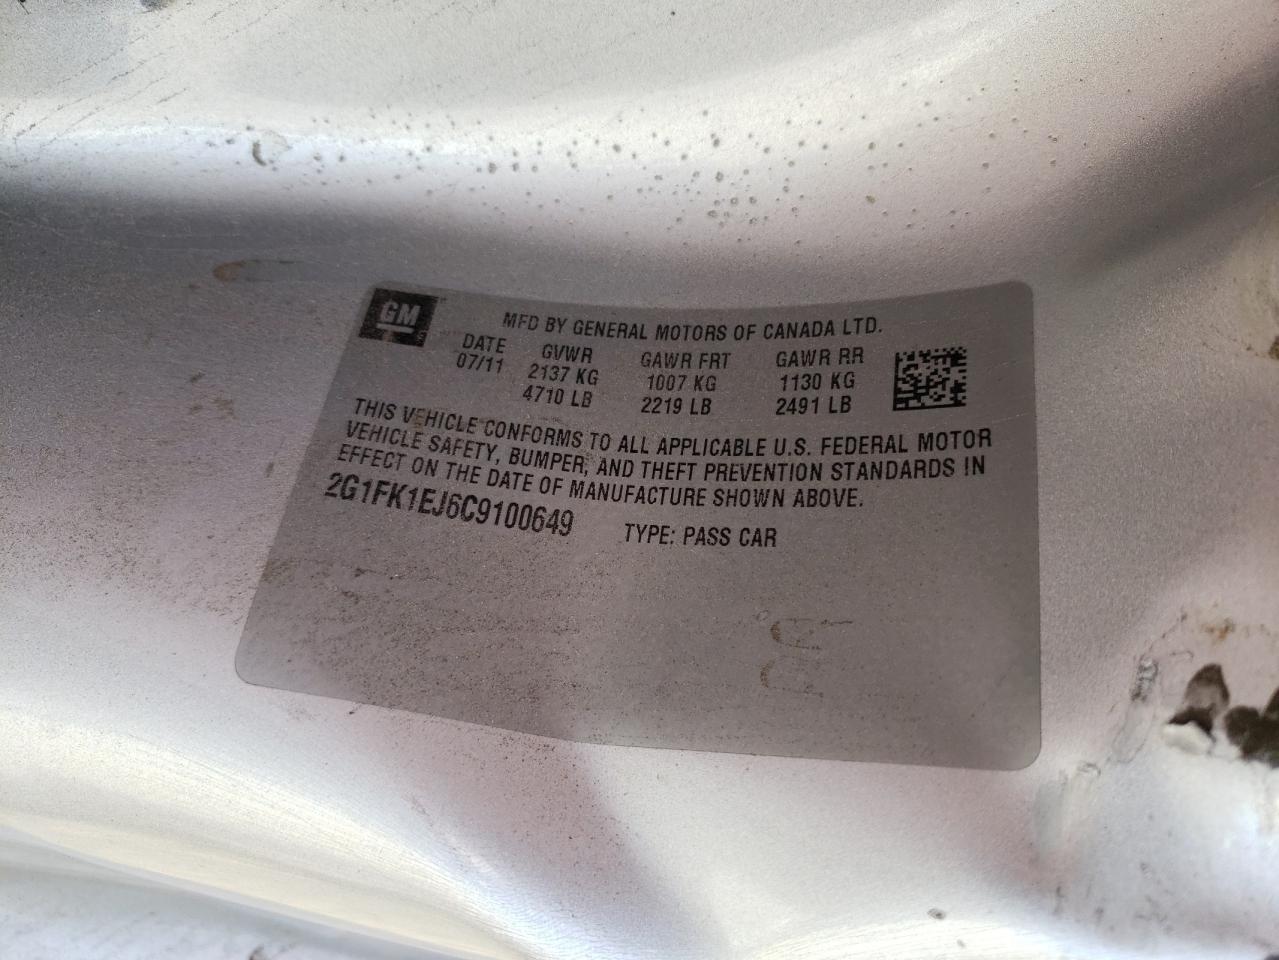 GM
MFD BY GENERAL MOTORS OF CANADA LTD.
DATE GVWR GAWR FRT GAWR RR
07/11 2137 KG 1007 KG 1130 KG
4710 LB 2219 LB 2491 LB
THIS VEHICLE CONFORMS TO ALL APPLICABLE U.S. FEDERAL MOTOR
VEHICLE SAFETY, BUMPER, AND THEFT PREVENTION STANDARDS IN
EFFECT ON THE DATE OF MANUFACTURE SHOWN ABOVE.
2G1FK1EJ6C9100649 TYPE: PASS CAR